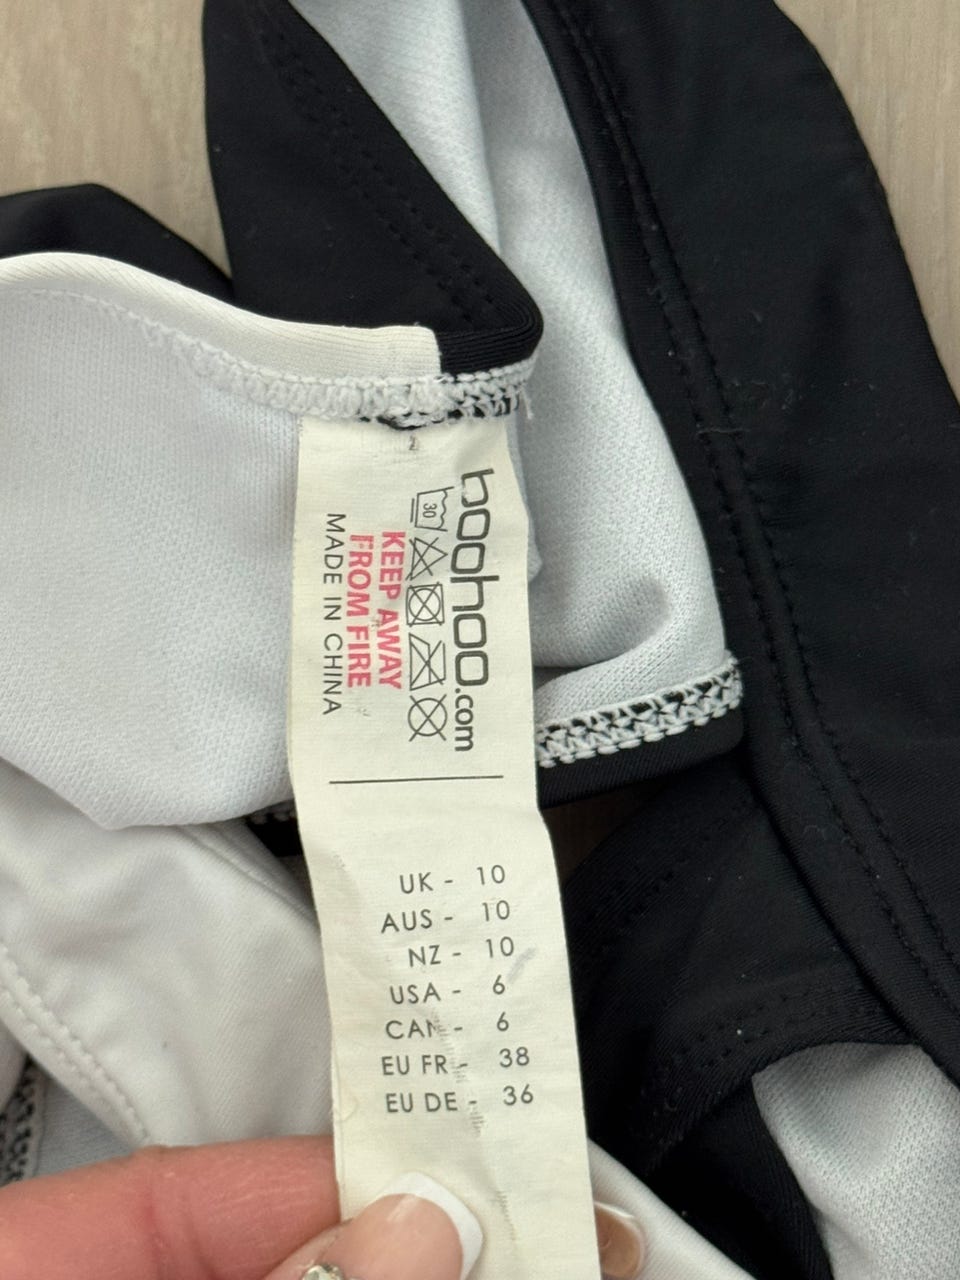 boohoo.com
30
KEEP AWAY
FROM FIRE
MADE IN CHINA
UK - 10
AUS - 10
NZ - 10
USA - 6
CAN - 6
EU FR - 38
EU DE - 36